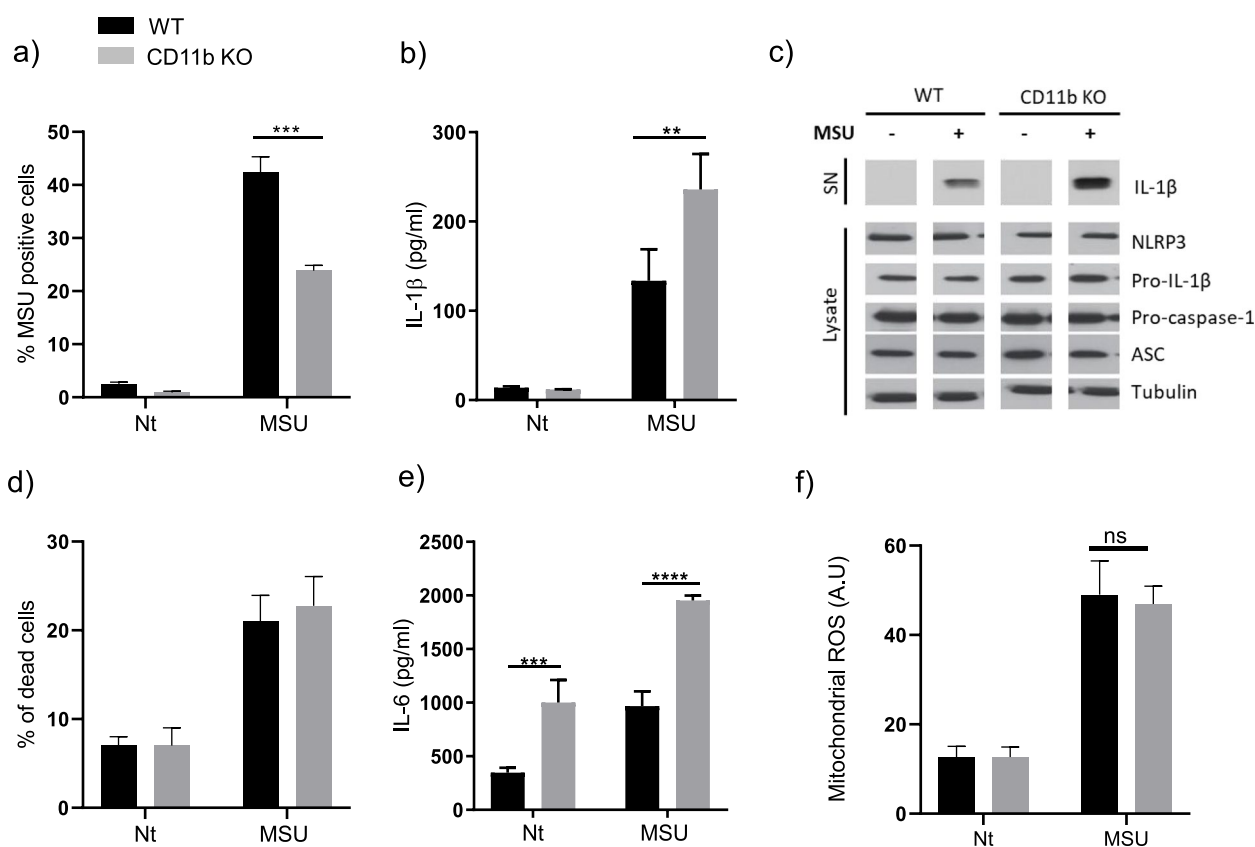 WT
CD11b KO
a)
***
% MSU positive cells
50
40
30
20
10
0
Nt
MSU
b)
**
IL-1β (pg/ml)
300
200
100
0
Nt
MSU
c)
WT
CD11b KO
MSU
-
+
-
+
SN
IL-1β
Lysate
NLRP3
Pro-IL-1β
Pro-caspase-1
ASC
Tubulin
d)
% of dead cells
30
20
10
0
Nt
MSU
e)
***
****
IL-6 (pg/ml)
2500
2000
1500
1000
500
0
Nt
MSU
f)
ns
Mitochondrial ROS (A.U)
60
40
20
0
Nt
MSU